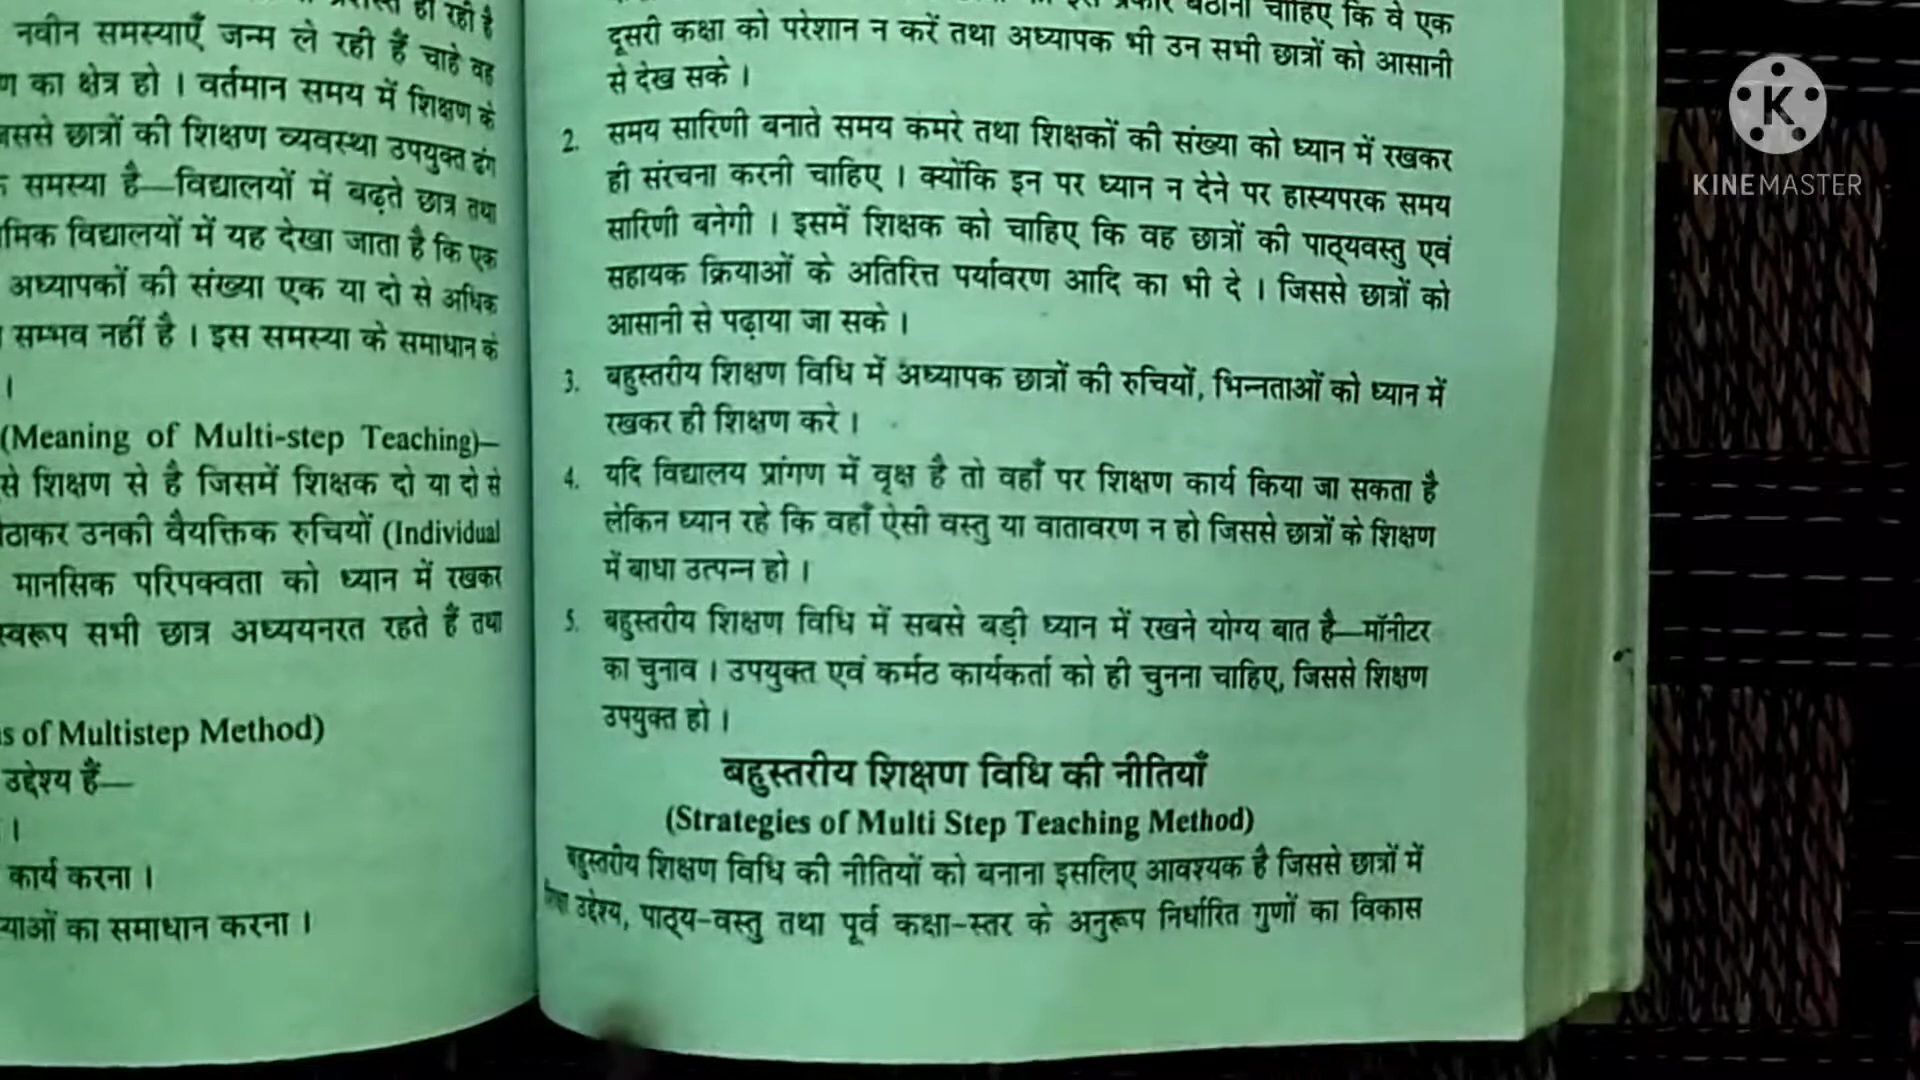 हो रही है
नवीन समस्याएँ जन्म ले रही हैं चाहे वह
ण का क्षेत्र हो । वर्तमान समय में शिक्षण के
जससे छात्रों की शिक्षण व्यवस्था उपयुक्त ढंग
समस्या है—विद्यालयों में बढ़ते छात्र तथा
मिक विद्यालयों में यह देखा जाता है कि एक
अध्यापकों की संख्या एक या दो से अधिक
सम्भव नहीं है । इस समस्या के समाधान के
।
(Meaning of Multi-step Teaching)—
से शिक्षण से है जिसमें शिक्षक दो या दो से
ठाकर उनकी वैयक्तिक रुचियों (Individual
मानसिक परिपक्वता को ध्यान में रखकर
स्वरूप सभी छात्र अध्ययनरत रहते हैं तथा
s of Multistep Method)
उद्देश्य हैं—
।
कार्य करना ।
याओं का समाधान करना ।
प्रकार बैठाना चाहिए कि वे एक
दूसरी कक्षा को परेशान न करें तथा अध्यापक भी उन सभी छात्रों को आसानी
से देख सके ।
2. समय सारिणी बनाते समय कमरे तथा शिक्षकों की संख्या को ध्यान में रखकर
ही संरचना करनी चाहिए । क्योंकि इन पर ध्यान न देने पर हास्यपरक समय
सारिणी बनेगी । इसमें शिक्षक को चाहिए कि वह छात्रों की पाठ्यवस्तु एवं
सहायक क्रियाओं के अतिरित्त पर्यावरण आदि का भी दे । जिससे छात्रों को
आसानी से पढ़ाया जा सके ।
3. बहुस्तरीय शिक्षण विधि में अध्यापक छात्रों की रुचियों, भिन्नताओं को ध्यान में
रखकर ही शिक्षण करे ।
4. यदि विद्यालय प्रांगण में वृक्ष है तो वहाँ पर शिक्षण कार्य किया जा सकता है
लेकिन ध्यान रहे कि वहाँ ऐसी वस्तु या वातावरण न हो जिससे छात्रों के शिक्षण
में बाधा उत्पन्न हो ।
5. बहुस्तरीय शिक्षण विधि में सबसे बड़ी ध्यान में रखने योग्य बात है—मॉनीटर
का चुनाव । उपयुक्त एवं कर्मठ कार्यकर्ता को ही चुनना चाहिए, जिससे शिक्षण
उपयुक्त हो ।
बहुस्तरीय शिक्षण विधि की नीतियाँ
(Strategies of Multi Step Teaching Method)
बहुस्तरीय शिक्षण विधि की नीतियों को बनाना इसलिए आवश्यक है जिससे छात्रों में
उद्देश्य, पाठ्य-वस्तु तथा पूर्व कक्षा-स्तर के अनुरूप निर्धारित गुणों का विकास
K
KINEMASTER